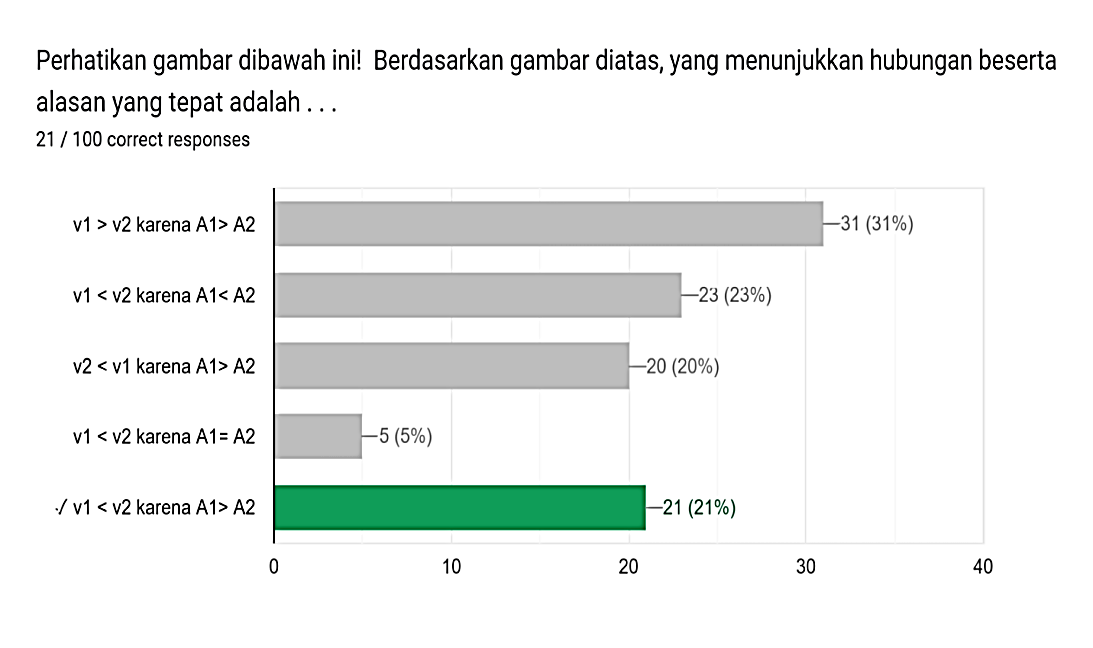 Perhatikan gambar dibawah ini!  Berdasarkan gambar diatas, yang menunjukkan hubungan beserta
alasan yang tepat adalah . . .
21 / 100 correct responses
v1 > v2 karena A1> A2
31 (31%)
v1 < v2 karena A1< A2
23 (23%)
v2 < v1 karena A1> A2
20 (20%)
v1 < v2 karena A1= A2
5 (5%)
✓ v1 < v2 karena A1> A2
21 (21%)
0 10 20 30 40